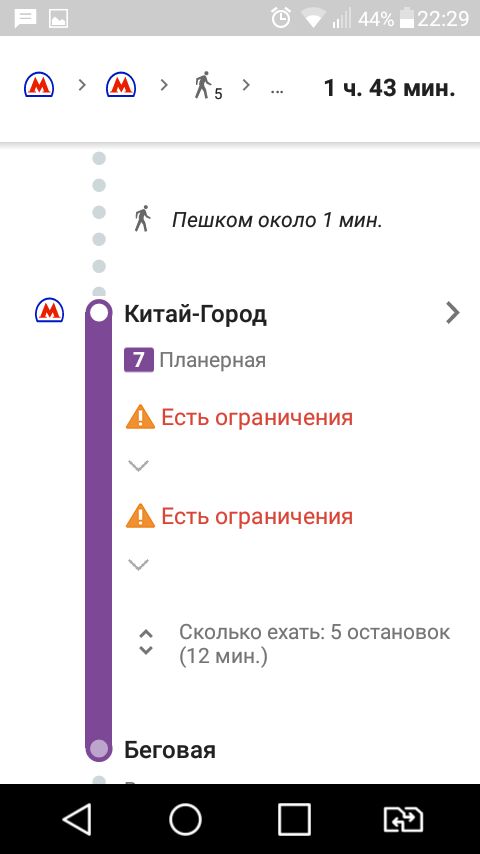 44% 22:29
5 ... 1 ч. 43 мин.
Пешком около 1 мин.
Китай-Город
7 Планерная
Есть ограничения
Есть ограничения
Сколько ехать: 5 остановок
(12 мин.)
Беговая